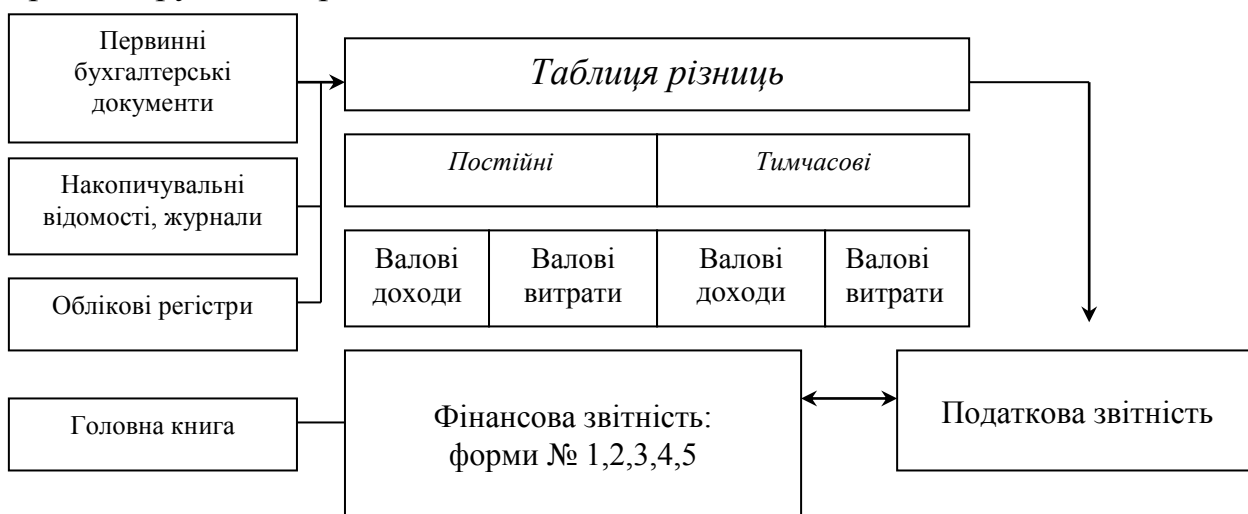 Первинні
бухгалтерські
документи
Таблиця різниць
Постійні
Тимчасові
Накопичувальні
відомості, журнали
Валові
доходи
Валові
витрати
Валові
доходи
Валові
витрати
Облікові регістри
Головна книга
Фінансова звітність:
форми № 1,2,3,4,5
Податкова звітність